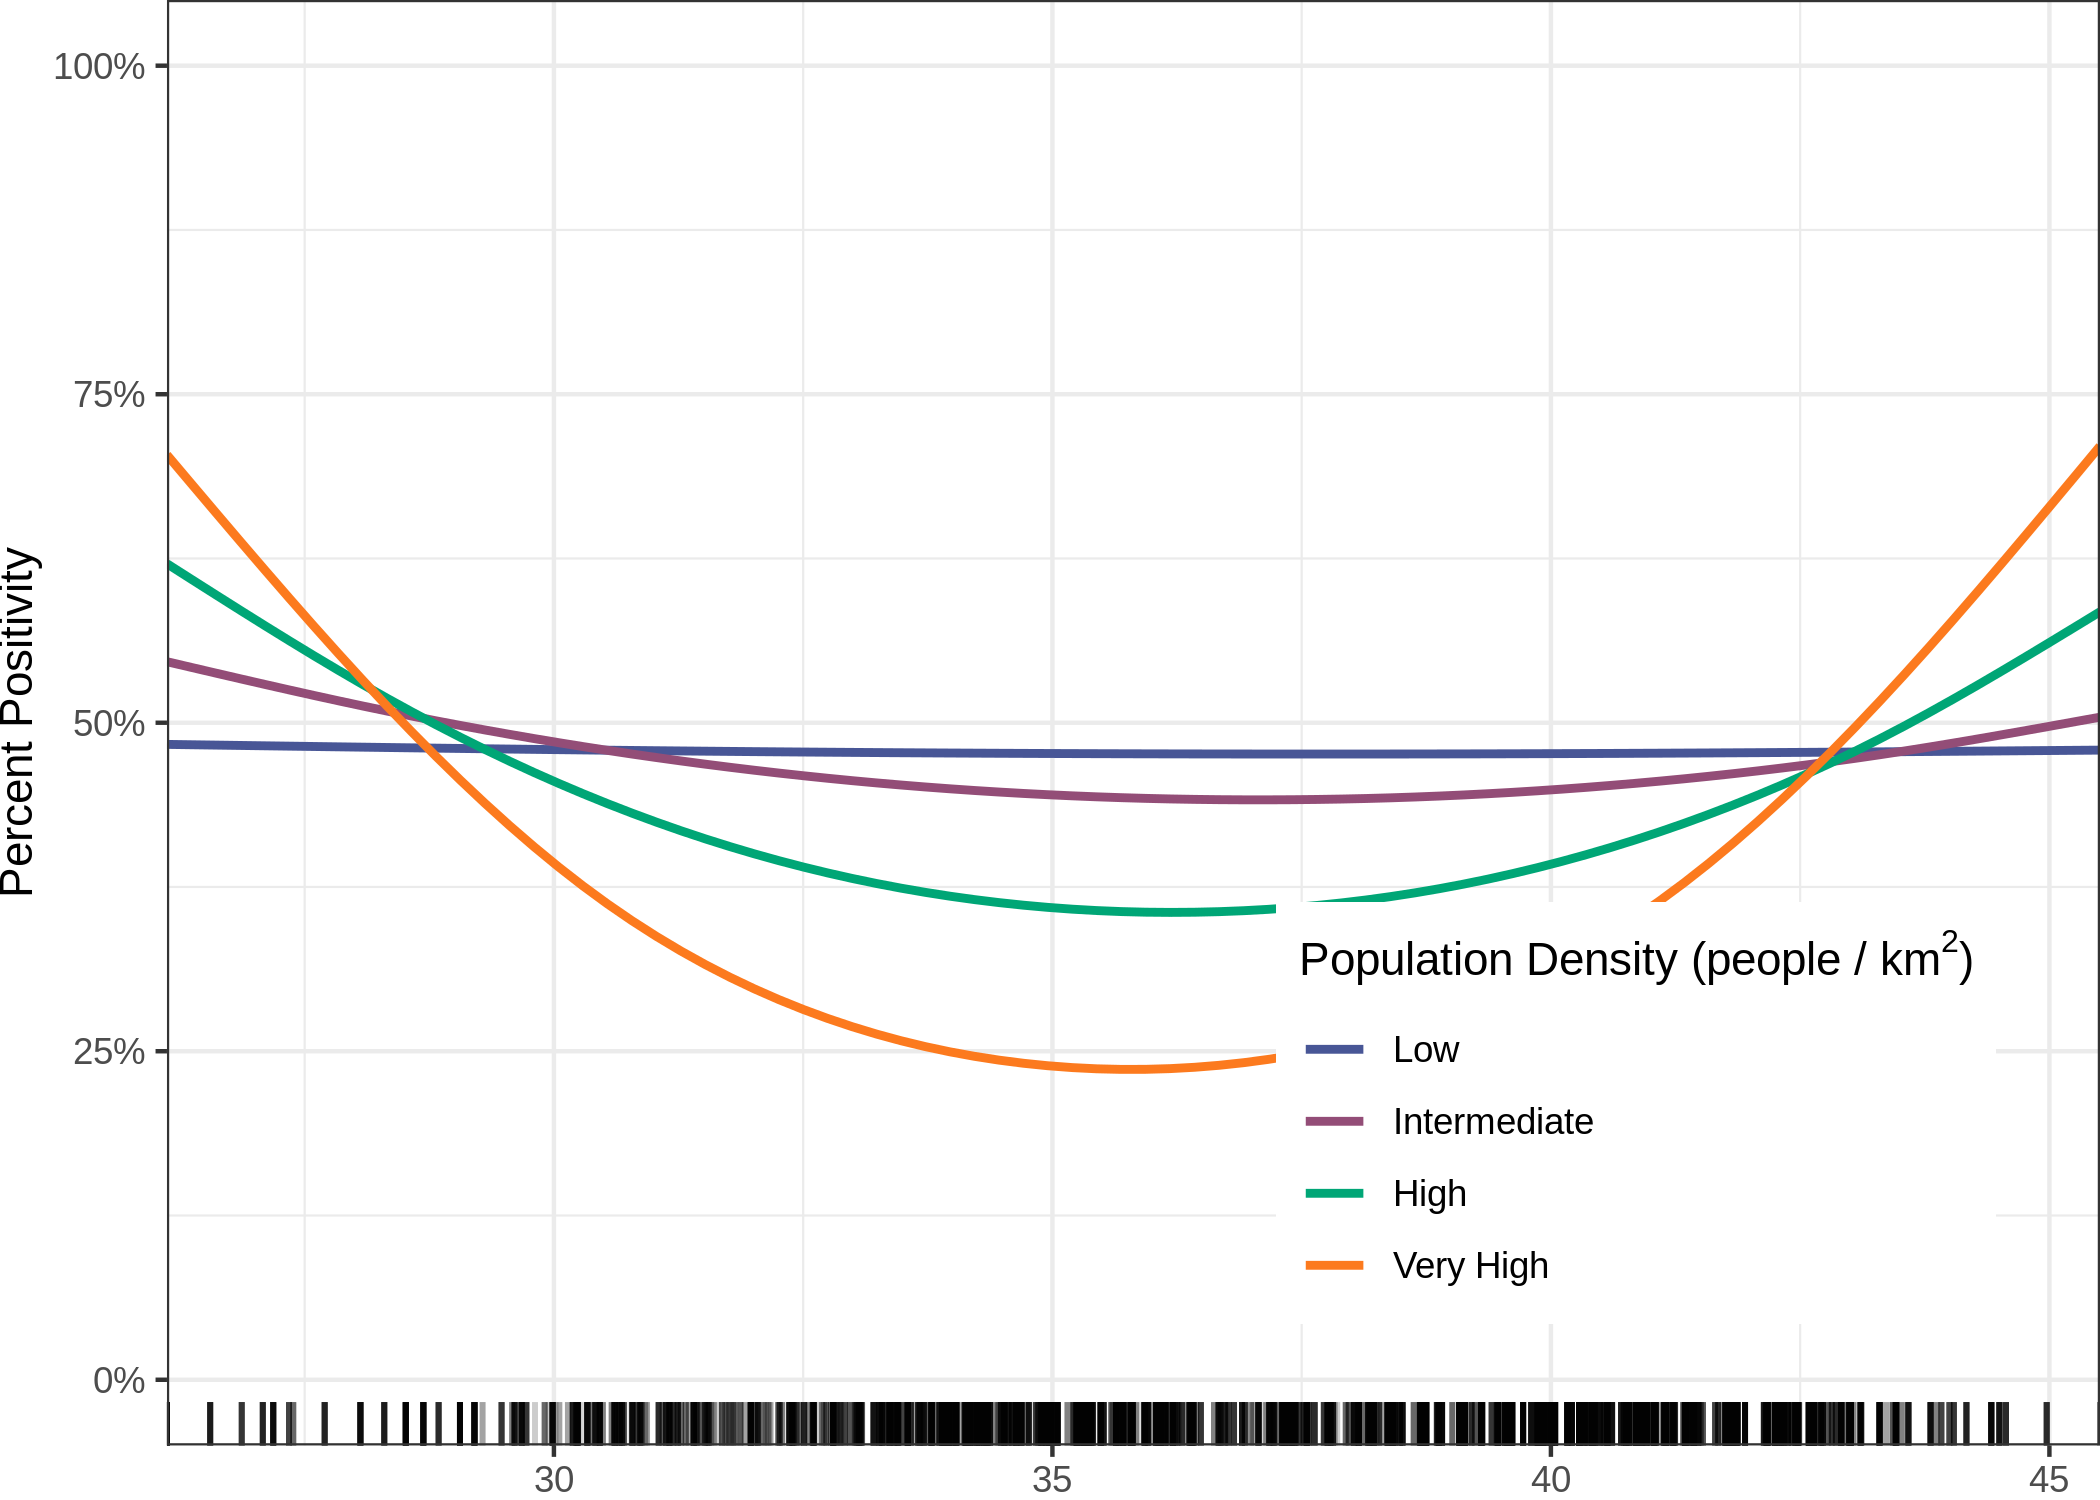 100%
75%
50%
25%
0%
Percent Positivity
Population Density (people / km²)
Low
Intermediate
High
Very High
30
35
40
45